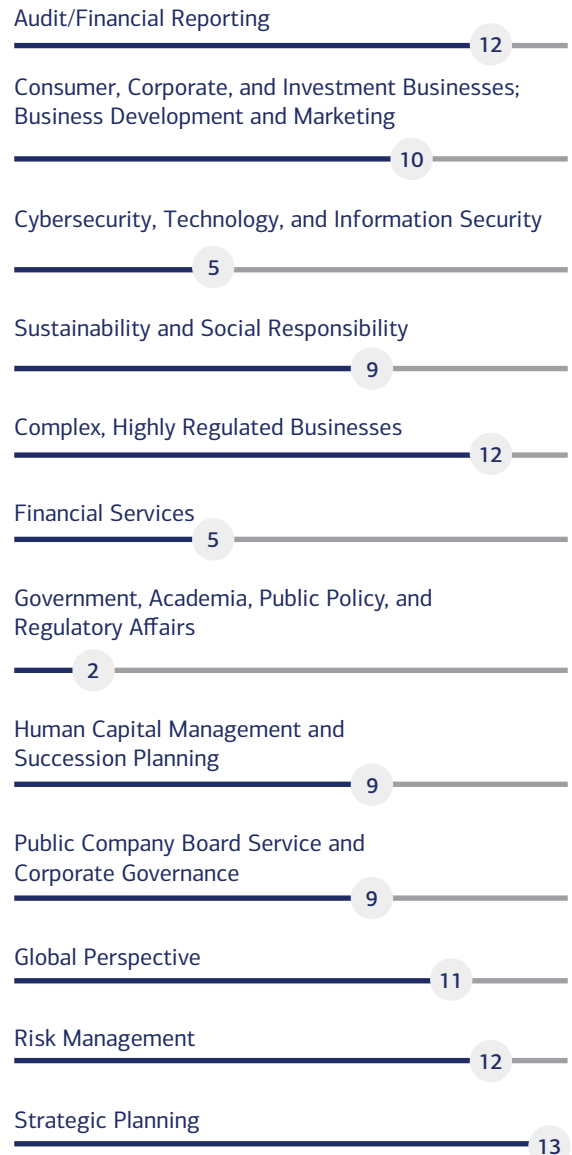 Audit/Financial Reporting
12
Consumer, Corporate, and Investment Businesses;
Business Development and Marketing
10
Cybersecurity, Technology, and Information Security
5
Sustainability and Social Responsibility
9
Complex, Highly Regulated Businesses
12
Financial Services
5
Government, Academia, Public Policy, and
Regulatory Affairs
2
Human Capital Management and
Succession Planning
9
Public Company Board Service and
Corporate Governance
9
Global Perspective
11
Risk Management
12
Strategic Planning
13